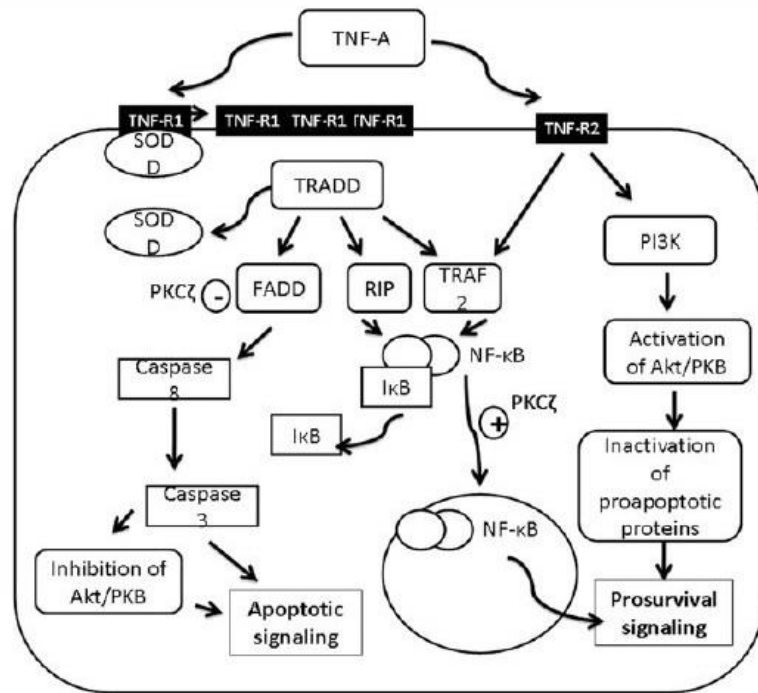 TNF-A
TNF-R1
TNF-R1 TNF-R1 TNF-R1
TNF-R2
SOD
D
TRADD
SOD
D
PI3K
PKCζ
-
FADD
RIP
TRAF
2
NF-κB
Activation
of Akt/PKB
Caspase
8
IκB
PKCζ
+
IκB
Inactivation
of
proapoptotic
proteins
Caspase
3
NF-κB
Inhibition of
Akt/PKB
Apoptotic
signaling
Prosurvival
signaling